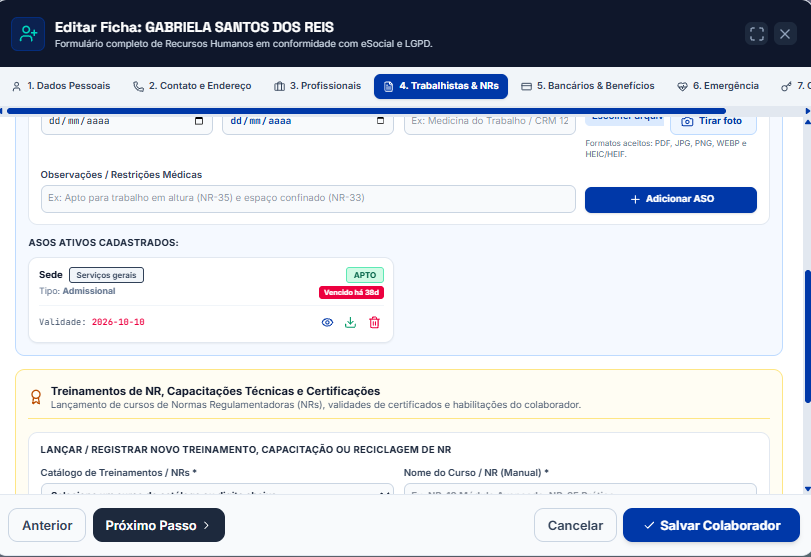 Editar Ficha: GABRIELA SANTOS DOS REIS
Formulário completo de Recursos Humanos em conformidade com eSocial e LGPD.
1. Dados Pessoais 2. Contato e Endereço 3. Profissionais 4. Trabalhistas & NRs 5. Bancários & Benefícios 6. Emergência 7.
dd/mm/aaaa dd/mm/aaaa Ex: Medicina do Trabalho / CRM 12 Tirar foto
Formatos aceitos: PDF, JPG, PNG, WEBP e
HEIC/HEIF.
Observações / Restrições Médicas
Ex: Apto para trabalho em altura (NR-35) e espaço confinado (NR-33) Adicionar ASO
ASOS ATIVOS CADASTRADOS:
Sede Serviços gerais APTO
Tipo: Admissional Vencido há 38d
Validade: 2026-10-10
Treinamentos de NR, Capacitações Técnicas e Certificações
Lançamento de cursos de Normas Regulamentadoras (NRs), validades de certificados e habilitações do colaborador.
LANÇAR / REGISTRAR NOVO TREINAMENTO, CAPACITAÇÃO OU RECICLAGEM DE NR
Catálogo de Treinamentos / NRs * Nome do Curso / NR (Manual) *
Anterior Próximo Passo Cancelar Salvar Colaborador